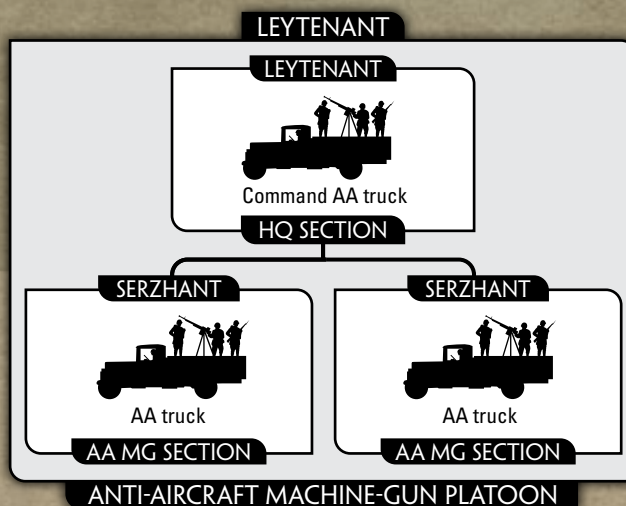 LEYTENANT
LEYTENANT
Command AA truck
HQ SECTION
SERZHANT
SERZHANT
AA truck
AA truck
AA MG SECTION
AA MG SECTION
ANTI-AIRCRAFT MACHINE-GUN PLATOON